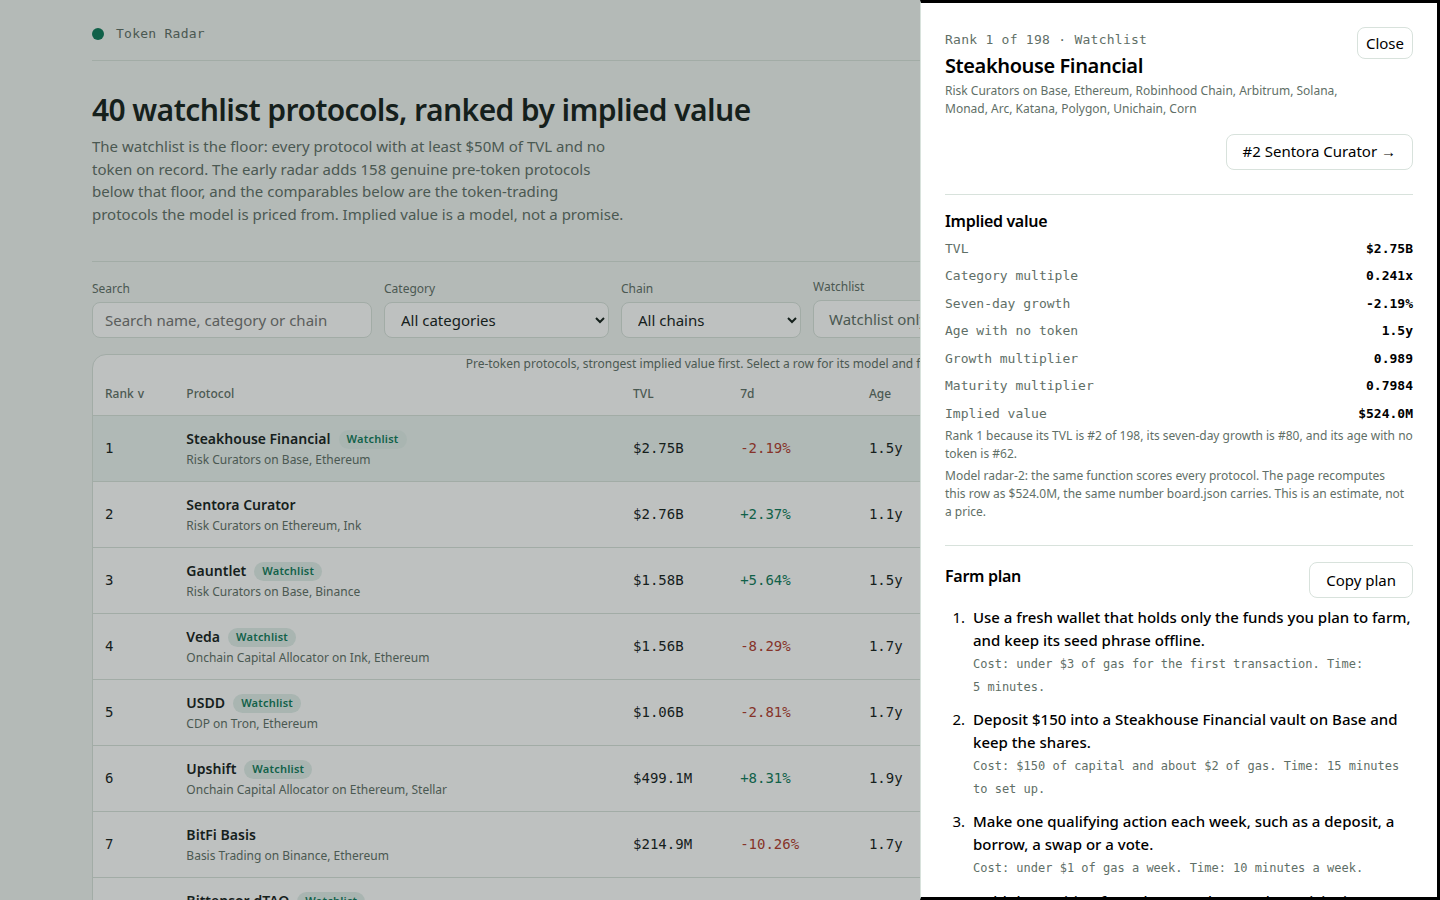 Token Radar
40 watchlist protocols, ranked by implied value
The watchlist is the floor: every protocol with at least $50M of TVL and no
token on record. The early radar adds 158 genuine pre-token protocols
below that floor, and the comparables below are the token-trading
protocols the model is priced from. Implied value is a model, not a promise.
Search
Category
Chain
Watchlist
Search name, category or chain
All categories
All chains
Watchlist onl
Pre-token protocols, strongest implied value first. Select a row for its model and f
Rank v Protocol TVL 7d Age
1 Steakhouse Financial Watchlist $2.75B -2.19% 1.5y
Risk Curators on Base, Ethereum
2 Sentora Curator $2.76B +2.37% 1.1y
Risk Curators on Ethereum, Ink
3 Gauntlet Watchlist $1.58B +5.64% 1.5y
Risk Curators on Base, Binance
4 Veda Watchlist $1.56B -8.29% 1.7y
Onchain Capital Allocator on Ink, Ethereum
5 USDD Watchlist $1.06B -2.81% 1.7y
CDP on Tron, Ethereum
6 Upshift Watchlist $499.1M +8.31% 1.9y
Onchain Capital Allocator on Ethereum, Stellar
7 BitFi Basis $214.9M -10.26% 1.7y
Basis Trading on Binance, Ethereum
Rank 1 of 198 · Watchlist
Close
Steakhouse Financial
Risk Curators on Base, Ethereum, Robinhood Chain, Arbitrum, Solana,
Monad, Arc, Katana, Polygon, Unichain, Corn
#2 Sentora Curator →
Implied value
TVL $2.75B
Category multiple 0.241x
Seven-day growth -2.19%
Age with no token 1.5y
Growth multiplier 0.989
Maturity multiplier 0.7984
Implied value $524.0M
Rank 1 because its TVL is #2 of 198, its seven-day growth is #80, and its age with no
token is #62.
Model radar-2: the same function scores every protocol. The page recomputes
this row as $524.0M, the same number board.json carries. This is an estimate, not
a price.
Farm plan
Copy plan
1. Use a fresh wallet that holds only the funds you plan to farm,
and keep its seed phrase offline.
Cost: under $3 of gas for the first transaction. Time:
5 minutes.
2. Deposit $150 into a Steakhouse Financial vault on Base and
keep the shares.
Cost: $150 of capital and about $2 of gas. Time: 15 minutes
to set up.
3. Make one qualifying action each week, such as a deposit, a
borrow, a swap or a vote.
Cost: under $1 of gas a week. Time: 10 minutes a week.